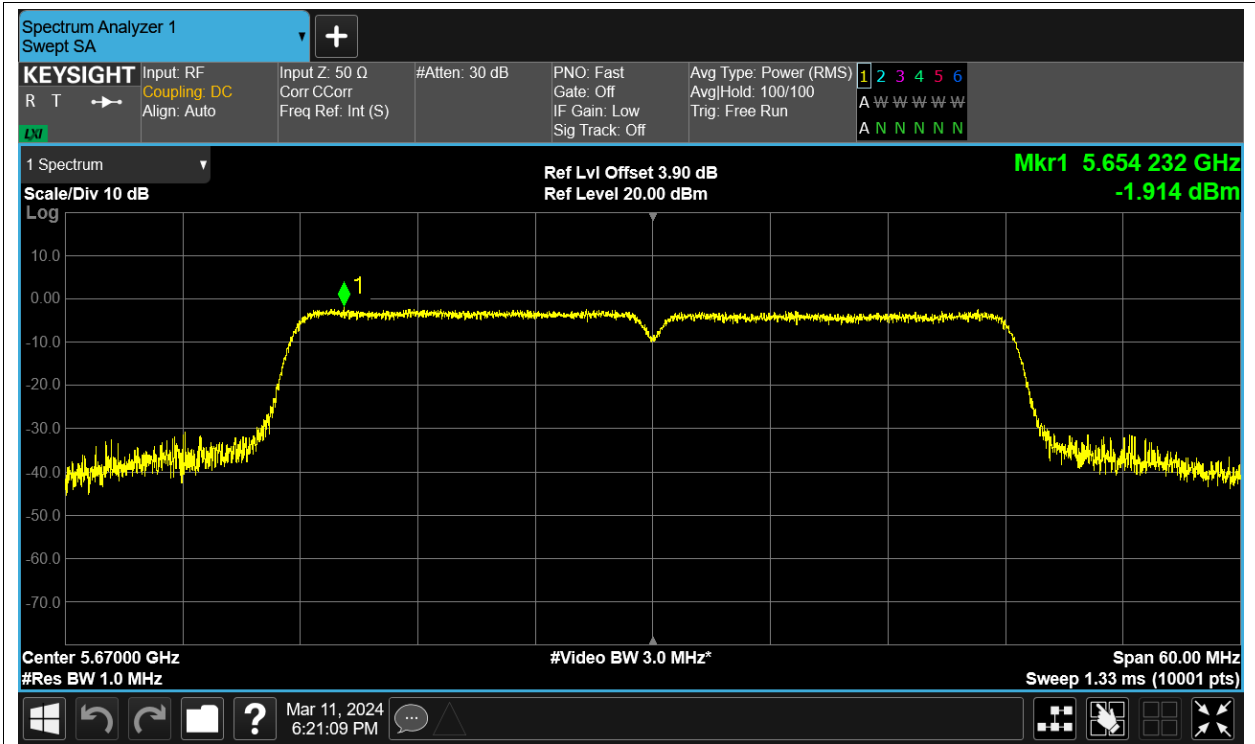 Spectrum Analyzer 1
Swept SA
KEYSIGHT
R T
LXI
Input: RF
Coupling: DC
Align: Auto
Input Z: 50 Ω
Corr CCorr
Freq Ref: Int (S)
#Atten: 30 dB
PNO: Fast
Gate: Off
IF Gain: Low
Sig Track: Off
Avg Type: Power (RMS)
Avg|Hold: 100/100
Trig: Free Run
1 2 3 4 5 6
A W W W W W
A N N N N N
1 Spectrum
Scale/Div 10 dB
Log
Ref Lvl Offset 3.90 dB
Ref Level 20.00 dBm
Mkr1 5.654 232 GHz
-1.914 dBm
10.0
0.00
-10.0
-20.0
-30.0
-40.0
-50.0
-60.0
-70.0
1
Center 5.67000 GHz
#Res BW 1.0 MHz
#Video BW 3.0 MHz*
Span 60.00 MHz
Sweep 1.33 ms (10001 pts)
?
Mar 11, 2024
6:21:09 PM